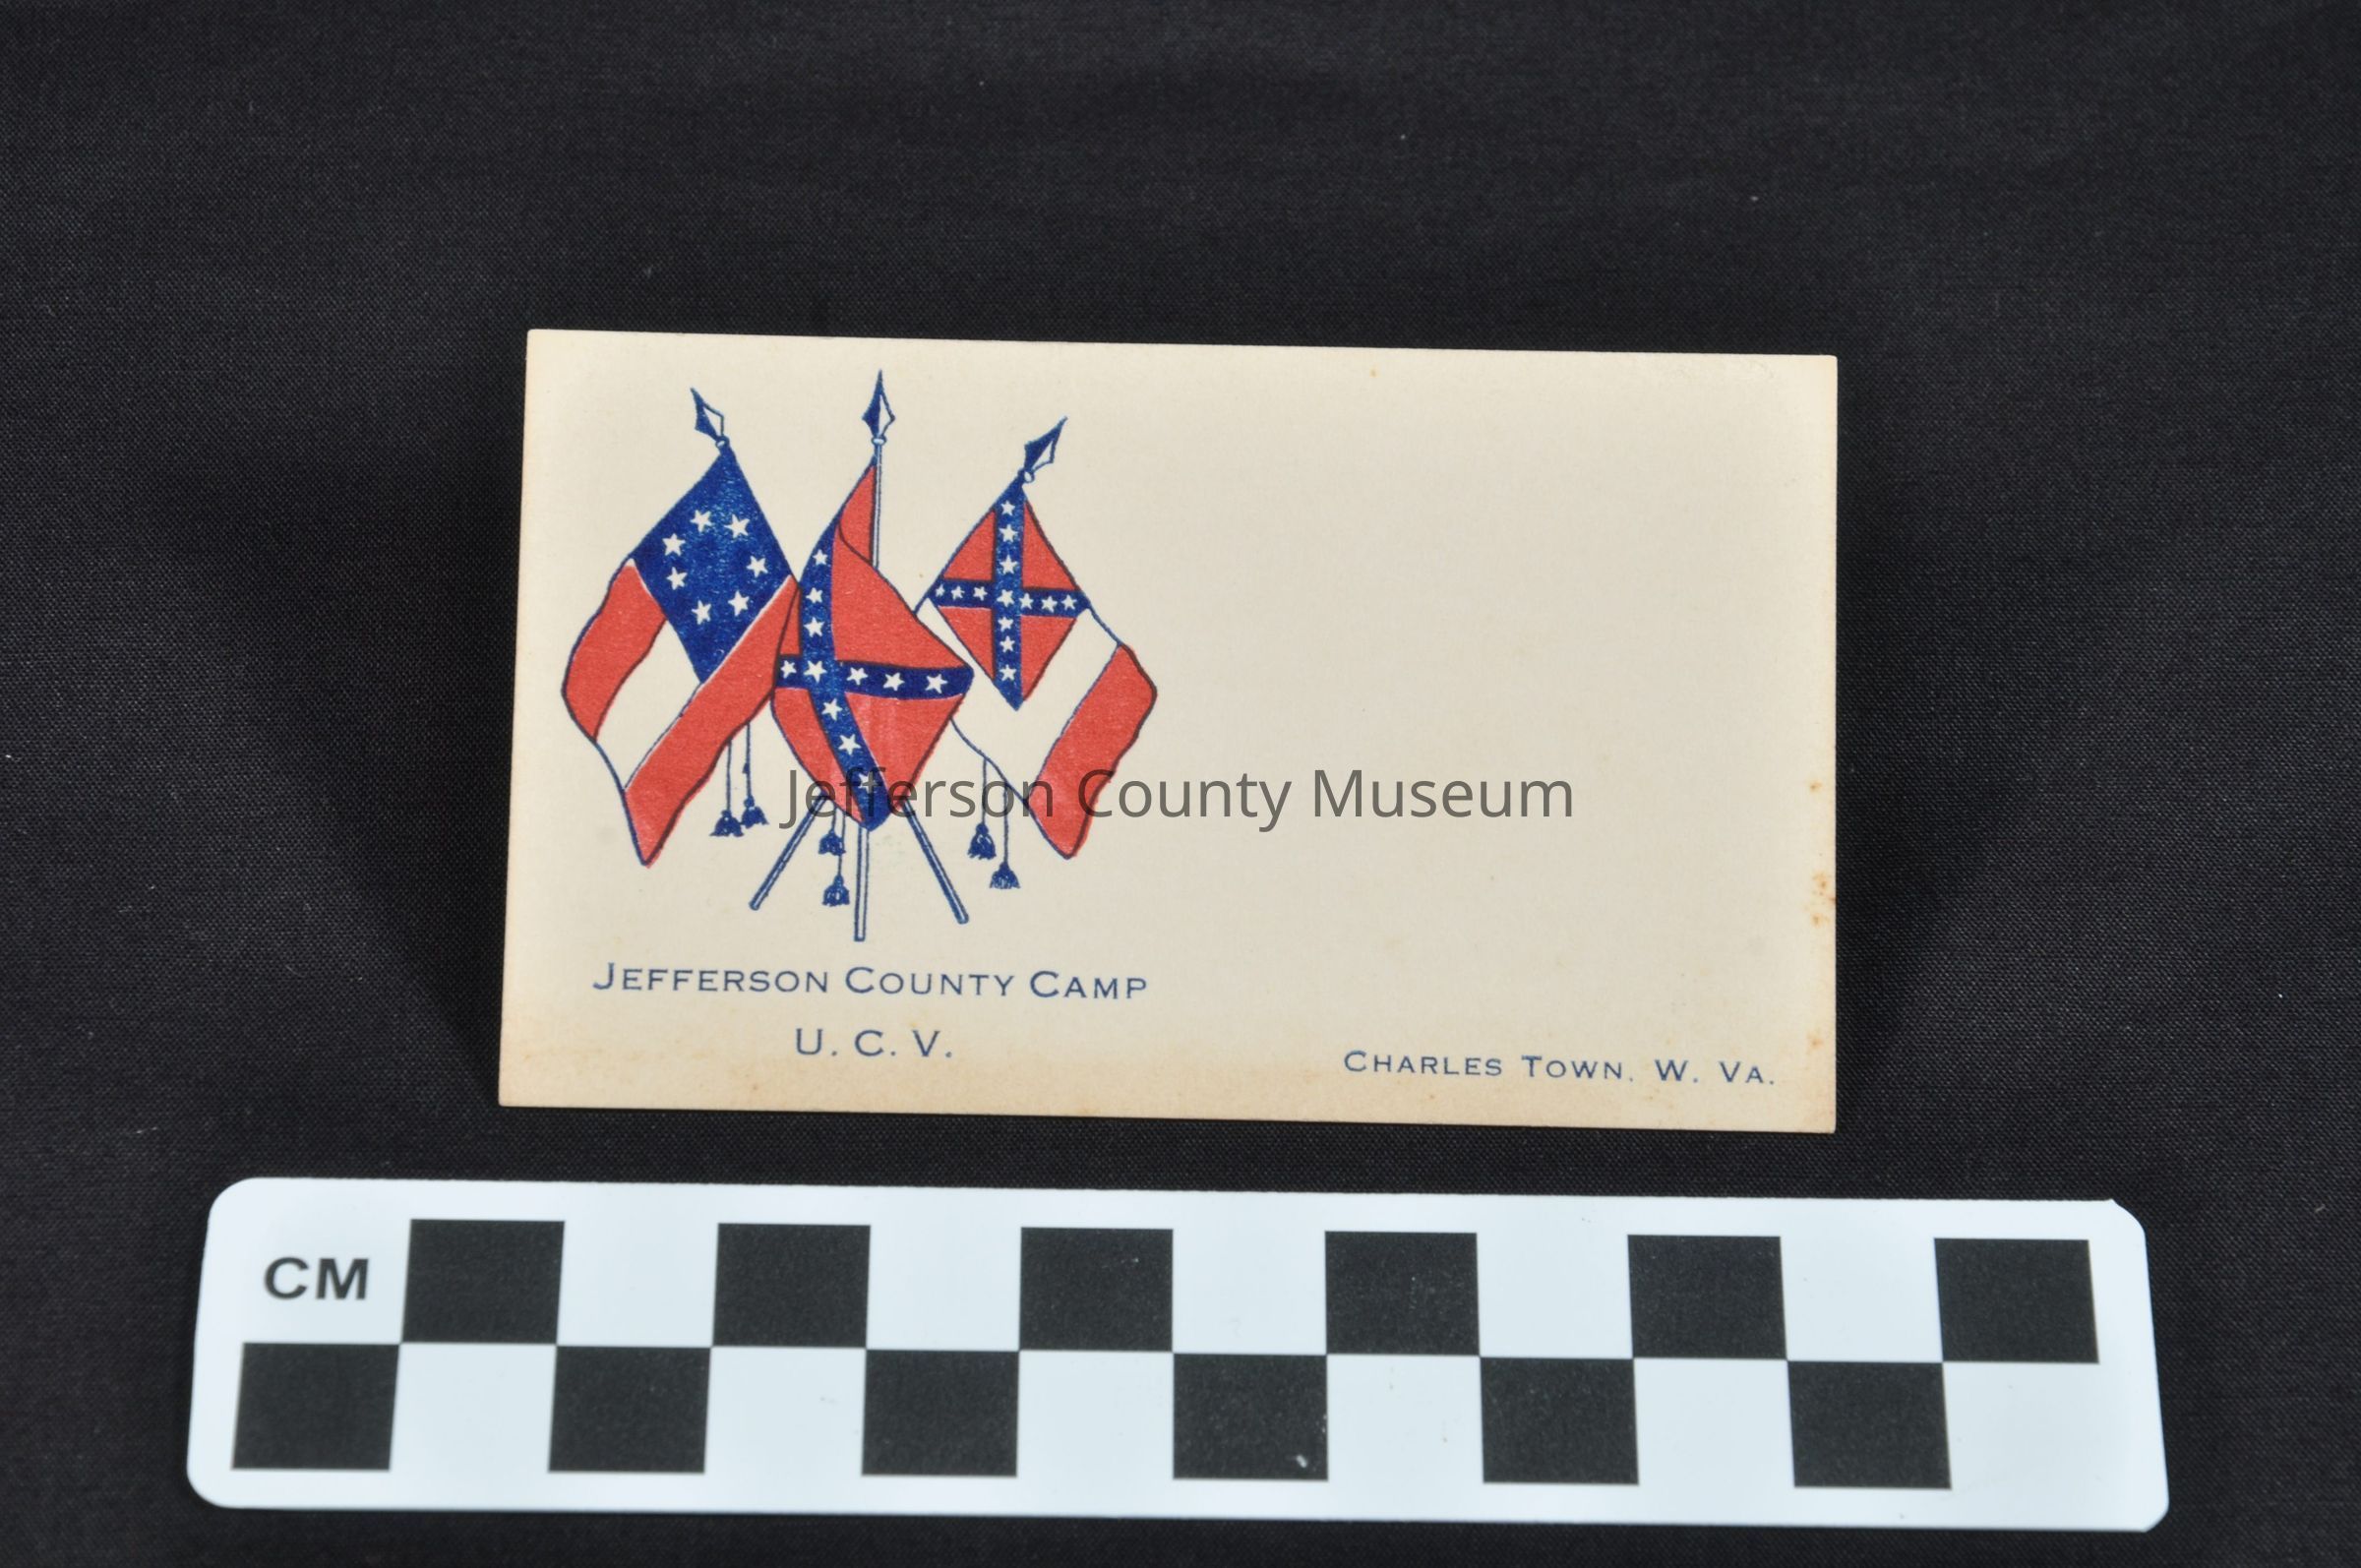 Jefferson County Museum
JEFFERSON COUNTY CAMP
U. C. V.
CHARLES TOWN, W. VA.
CM